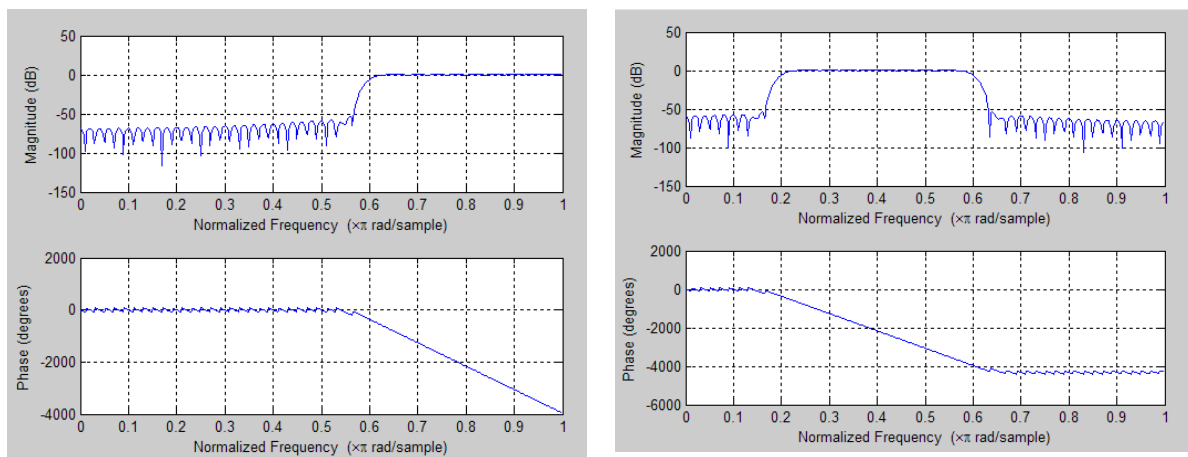 50
0
-50
-100
-150
Magnitude (dB)
0 0.1 0.2 0.3 0.4 0.5 0.6 0.7 0.8 0.9 1
Normalized Frequency (×π rad/sample)
2000
0
-2000
-4000
Phase (degrees)
0 0.1 0.2 0.3 0.4 0.5 0.6 0.7 0.8 0.9 1
Normalized Frequency (×π rad/sample)
50
0
-50
-100
-150
Magnitude (dB)
0 0.1 0.2 0.3 0.4 0.5 0.6 0.7 0.8 0.9 1
Normalized Frequency (×π rad/sample)
2000
0
-2000
-4000
-6000
Phase (degrees)
0 0.1 0.2 0.3 0.4 0.5 0.6 0.7 0.8 0.9 1
Normalized Frequency (×π rad/sample)